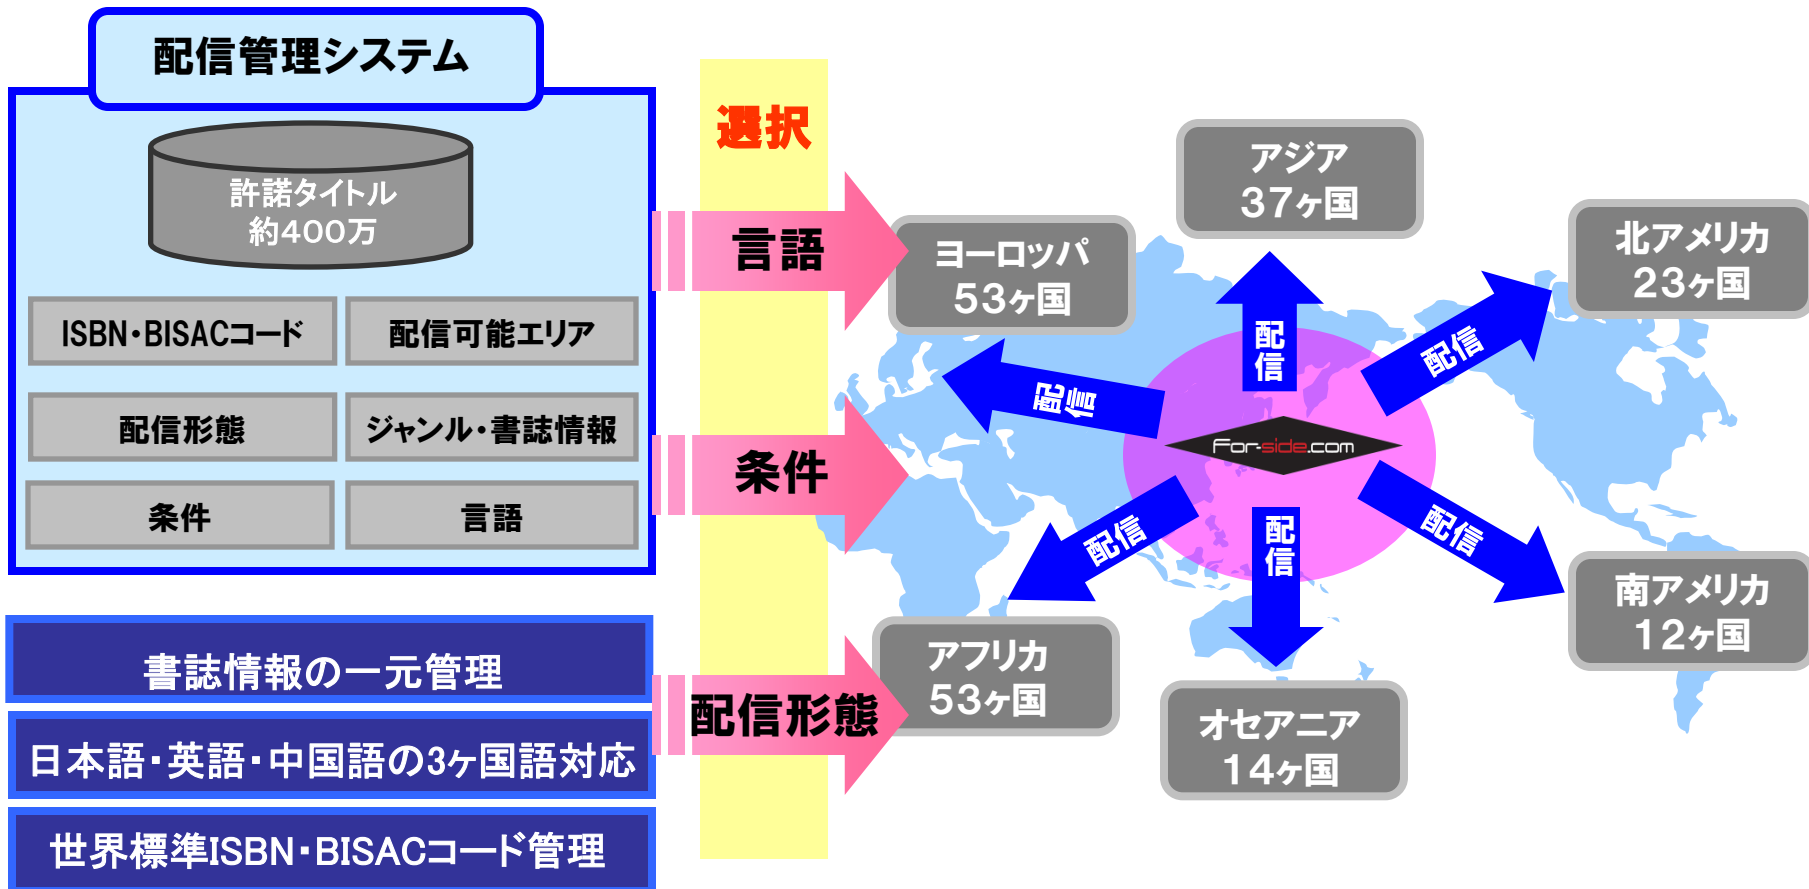 配信管理システム
許諾タイトル
約400万
ISBN・BISACコード
配信可能エリア
配信形態
ジャンル・書誌情報
条件
言語
書誌情報の一元管理
日本語・英語・中国語の3ヶ国語対応
世界標準ISBN・BISACコード管理
選択
言語
条件
配信形態
アジア
37ヶ国
ヨーロッパ
53ヶ国
北アメリカ
23ヶ国
配信
配信
配信
For-side.com
配信
配信
配信
アフリカ
53ヶ国
オセアニア
14ヶ国
南アメリカ
12ヶ国